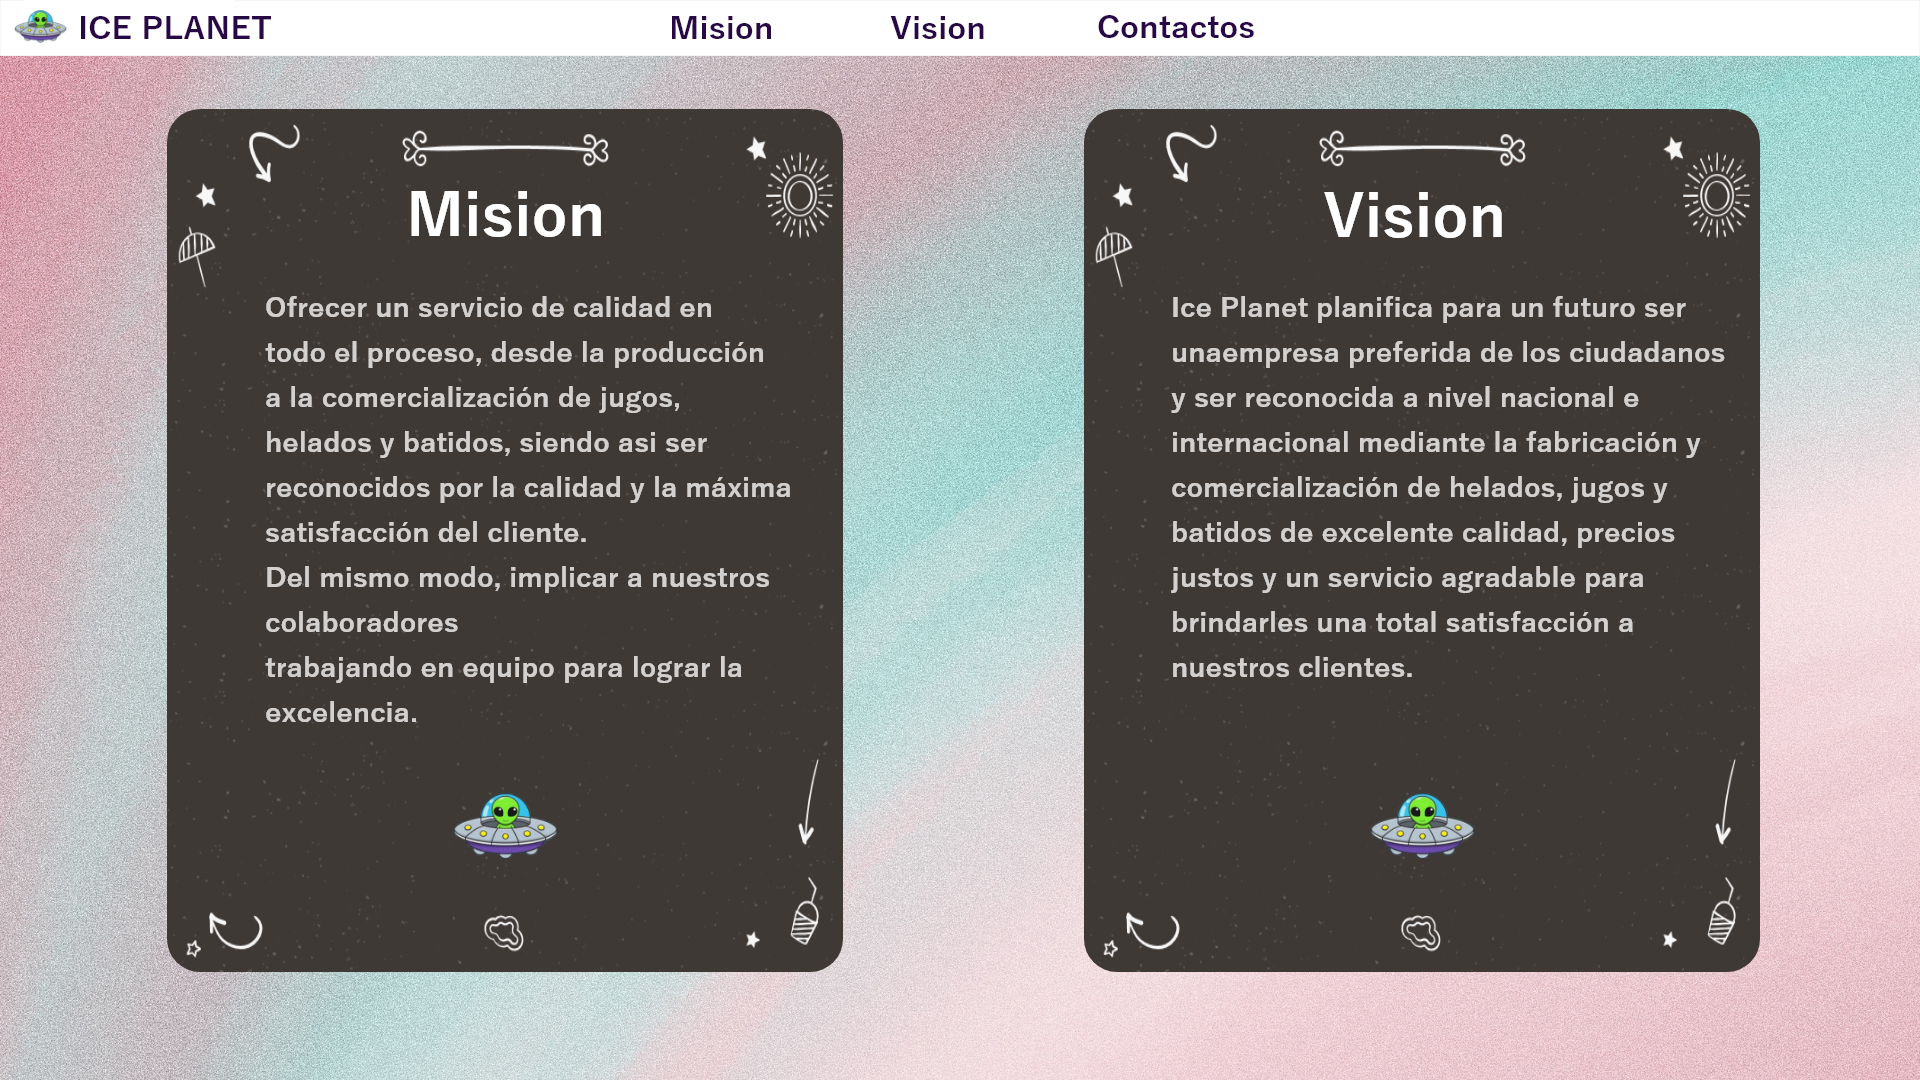 ICE PLANET
Mision
Vision
Contactos
Mision
Ofrecer un servicio de calidad en
todo el proceso, desde la producción
a la comercialización de jugos,
helados y batidos, siendo asi ser
reconocidos por la calidad y la máxima
satisfacción del cliente.
Del mismo modo, implicar a nuestros
colaboradores
trabajando en equipo para lograr la
excelencia.
Vision
Ice Planet planifica para un futuro ser
unaempresa preferida de los ciudadanos
y ser reconocida a nivel nacional e
internacional mediante la fabricación y
comercialización de helados, jugos y
batidos de excelente calidad, precios
justos y un servicio agradable para
brindarles una total satisfacción a
nuestros clientes.